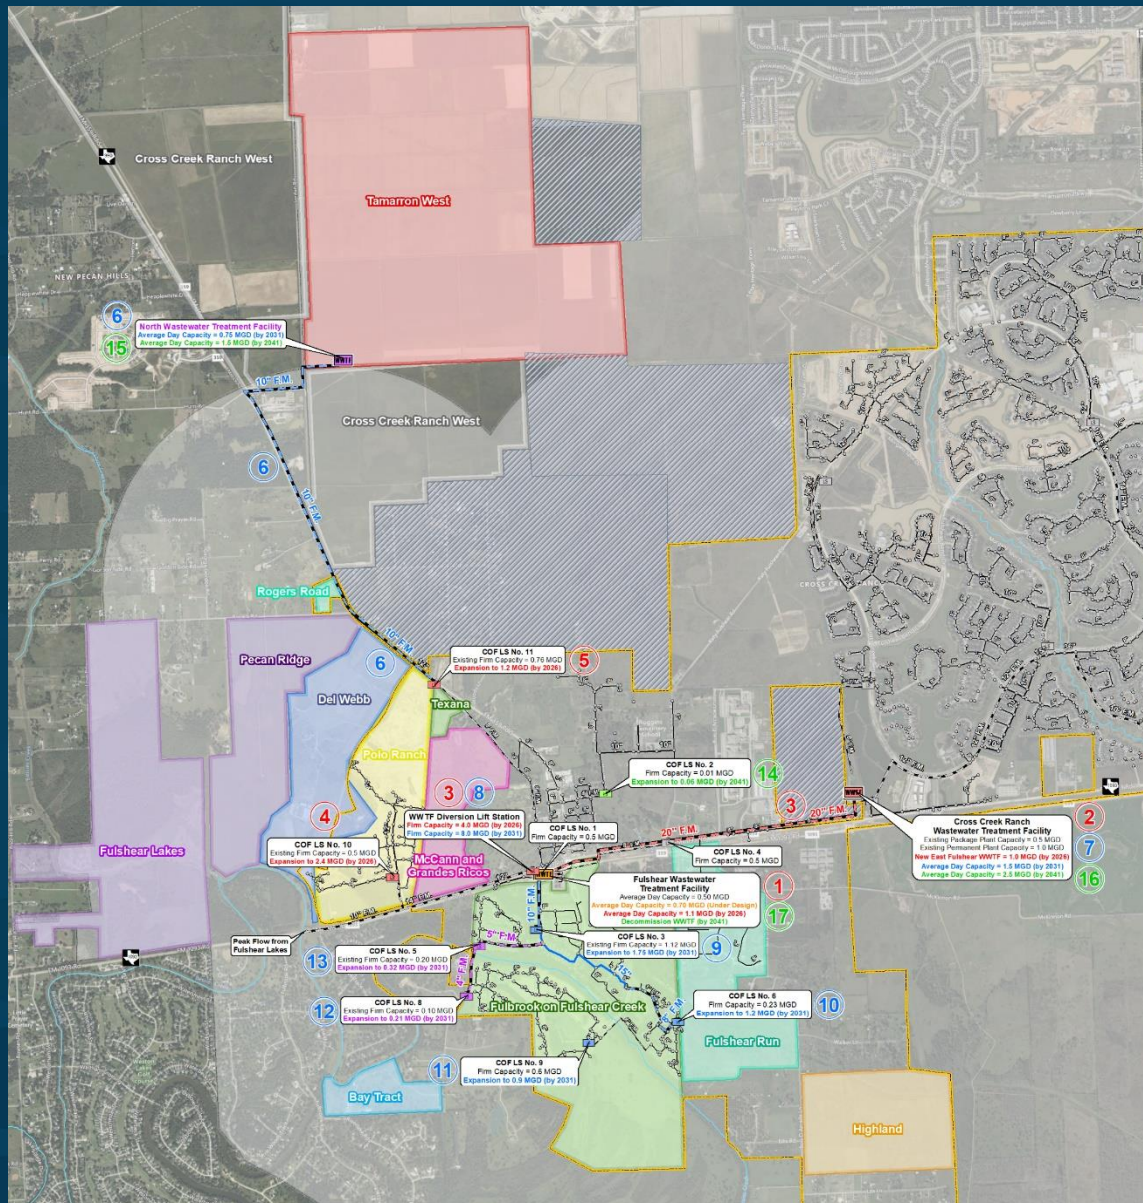 Cross Creek Ranch West
Tamarron West
NEW PECAN HILLS
6
15
North Wastewater Treatment Facility
Average Day Capacity = 0.75 MGD (by 2031)
Average Day Capacity = 1.5 MGD (by 2041)
WWTF
10" F.M.
Cross Creek Ranch West
6
10" F.M.
CROSS CREEK RANCH
Rogers Road
10" F.M.
6
Pecan Ridge
COF LS No. 11
Existing Firm Capacity = 0.76 MGD
Expansion to 1.2 MGD (by 2026)
5
Del Webb
Texana
Polo Ranch
COF LS No. 2
Firm Capacity = 0.01 MGD
Expansion to 0.06 MGD (by 2041)
14
3
8
WWTF Diversion Lift Station
Firm Capacity = 4.0 MGD (by 2026)
Firm Capacity = 8.0 MGD (by 2031)
3
20" F.M.
20" F.M.
4
COF LS No. 10
Existing Firm Capacity = 0.5 MGD
Expansion to 2.4 MGD (by 2026)
COF LS No. 1
Firm Capacity = 0.5 MGD
Cross Creek Ranch
Wastewater Treatment Facility
Existing Package Plant Capacity = 0.5 MGD
Existing Permanent Plant Capacity = 1.0 MGD
New East Fulshear WWTF = 1.0 MGD (by 2026)
Average Day Capacity = 1.5 MGD (by 2031)
Average Day Capacity = 2.5 MGD (by 2041)
2
7
16
Fulshear Lakes
McCann and
Grandes Ricos
COF LS No. 4
Firm Capacity = 0.5 MGD
Fulshear Wastewater
Treatment Facility
Average Day Capacity = 0.50 MGD
Average Day Capacity = 0.70 MGD (Under Design)
Average Day Capacity = 1.1 MGD (by 2026)
Decommission WWTF (by 2041)
1
17
10" F.M.
Peak Flow from
Fulshear Lakes
5" F.M.
COF LS No. 3
Existing Firm Capacity = 1.12 MGD
Expansion to 1.75 MGD (by 2031)
9
13
COF LS No. 5
Existing Firm Capacity = 0.20 MGD
Expansion to 0.32 MGD (by 2031)
4" F.M.
15"
12
COF LS No. 8
Existing Firm Capacity = 0.10 MGD
Expansion to 0.21 MGD (by 2031)
Fulbrook on Fulshear Creek
COF LS No. 6
Firm Capacity = 0.23 MGD
Expansion to 1.2 MGD (by 2031)
10
Fulshear Run
11
COF LS No. 9
Firm Capacity = 0.6 MGD
Expansion to 0.9 MGD (by 2031)
Bay Tract
Highland